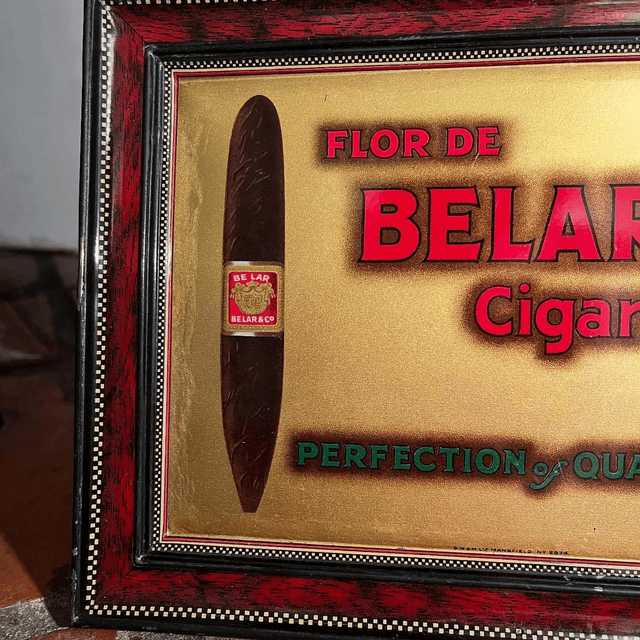 FLOR DE
BELAR
Cigar
PERFECTION of QUA
BE LAR
BELAR & Co